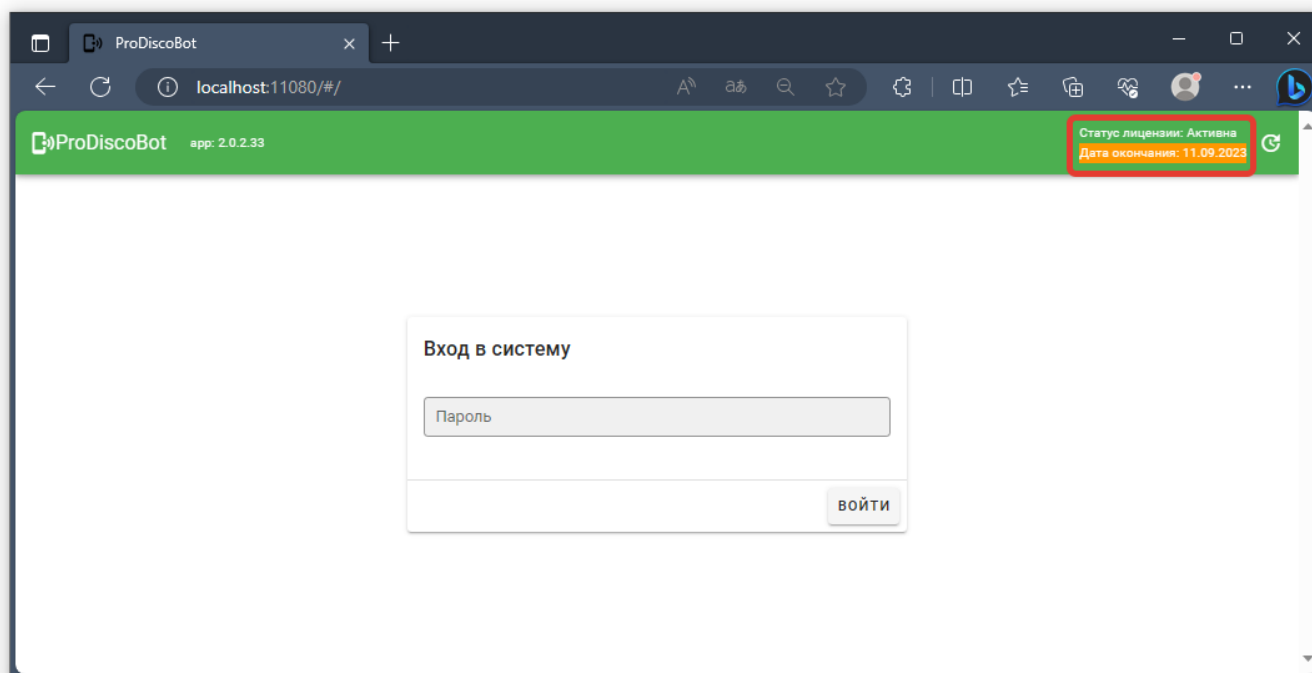 ProDiscoBot
localhost:11080/#/
ProDiscoBot app: 2.0.2.33
Статус лицензии: Активна
Дата окончания: 11.09.2023
Вход в систему
Пароль
ВОЙТИ